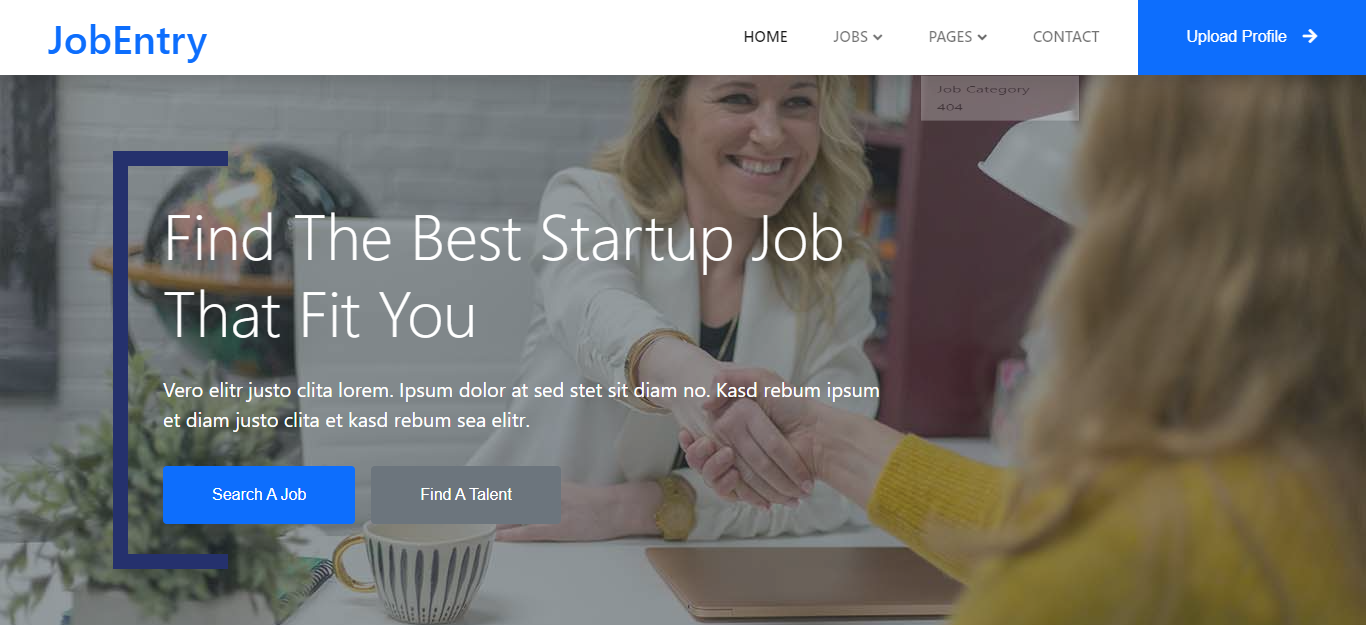 JobEntry
HOME
JOBS
PAGES
CONTACT
Upload Profile
Job Category
404
Find The Best Startup Job
That Fit You
Vero elitr justo clita lorem. Ipsum dolor at sed stet sit diam no. Kasd rebum ipsum
et diam justo clita et kasd rebum sea elitr.
Search A Job
Find A Talent